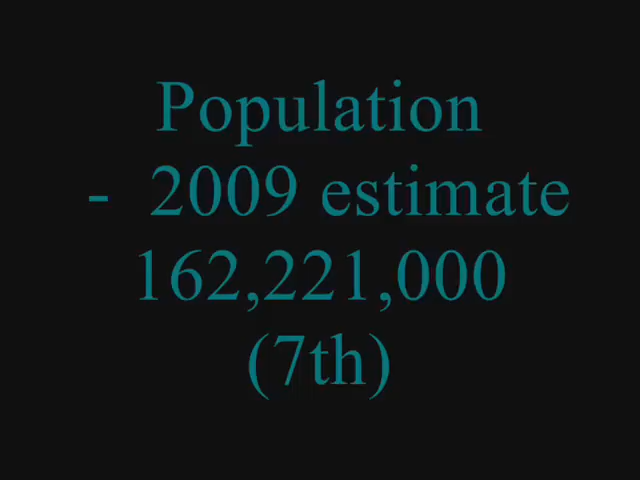 Population
- 2009 estimate
162,221,000
(7th)